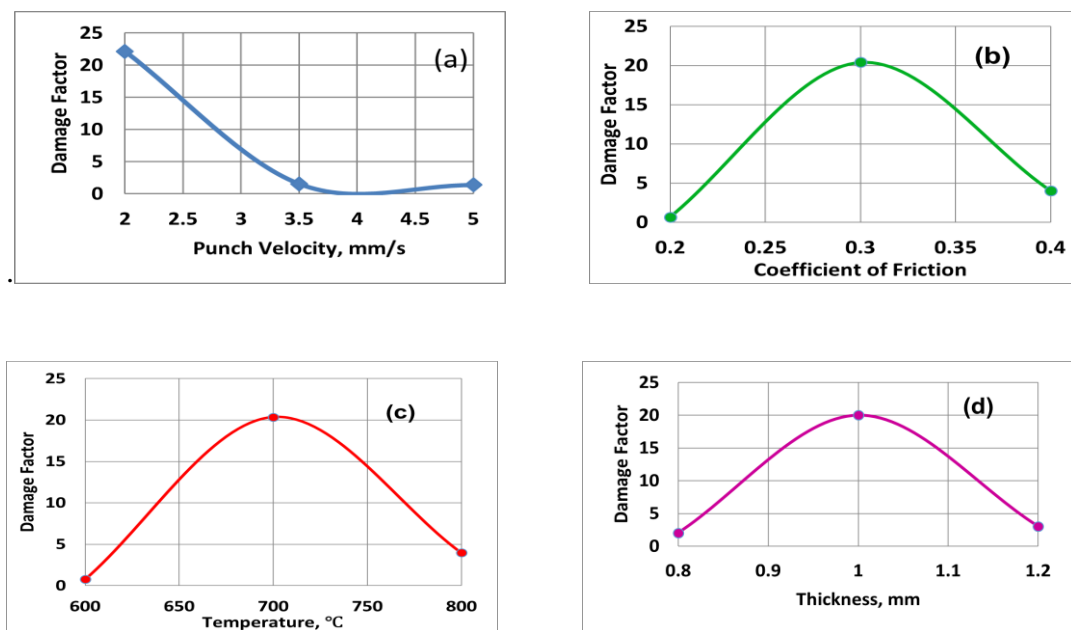 25
20
15
10
5
0
Damage Factor
(a)
2 2.5 3 3.5 4 4.5 5
Punch Velocity, mm/s
.
25
20
15
10
5
0
Damage Factor
(b)
0.2 0.25 0.3 0.35 0.4
Coefficient of Friction
25
20
15
10
5
0
Damage Factor
(c)
600 650 700 750 800
Temperature, °C
25
20
15
10
5
0
Damage Factor
(d)
0.8 0.9 1 1.1 1.2
Thickness, mm